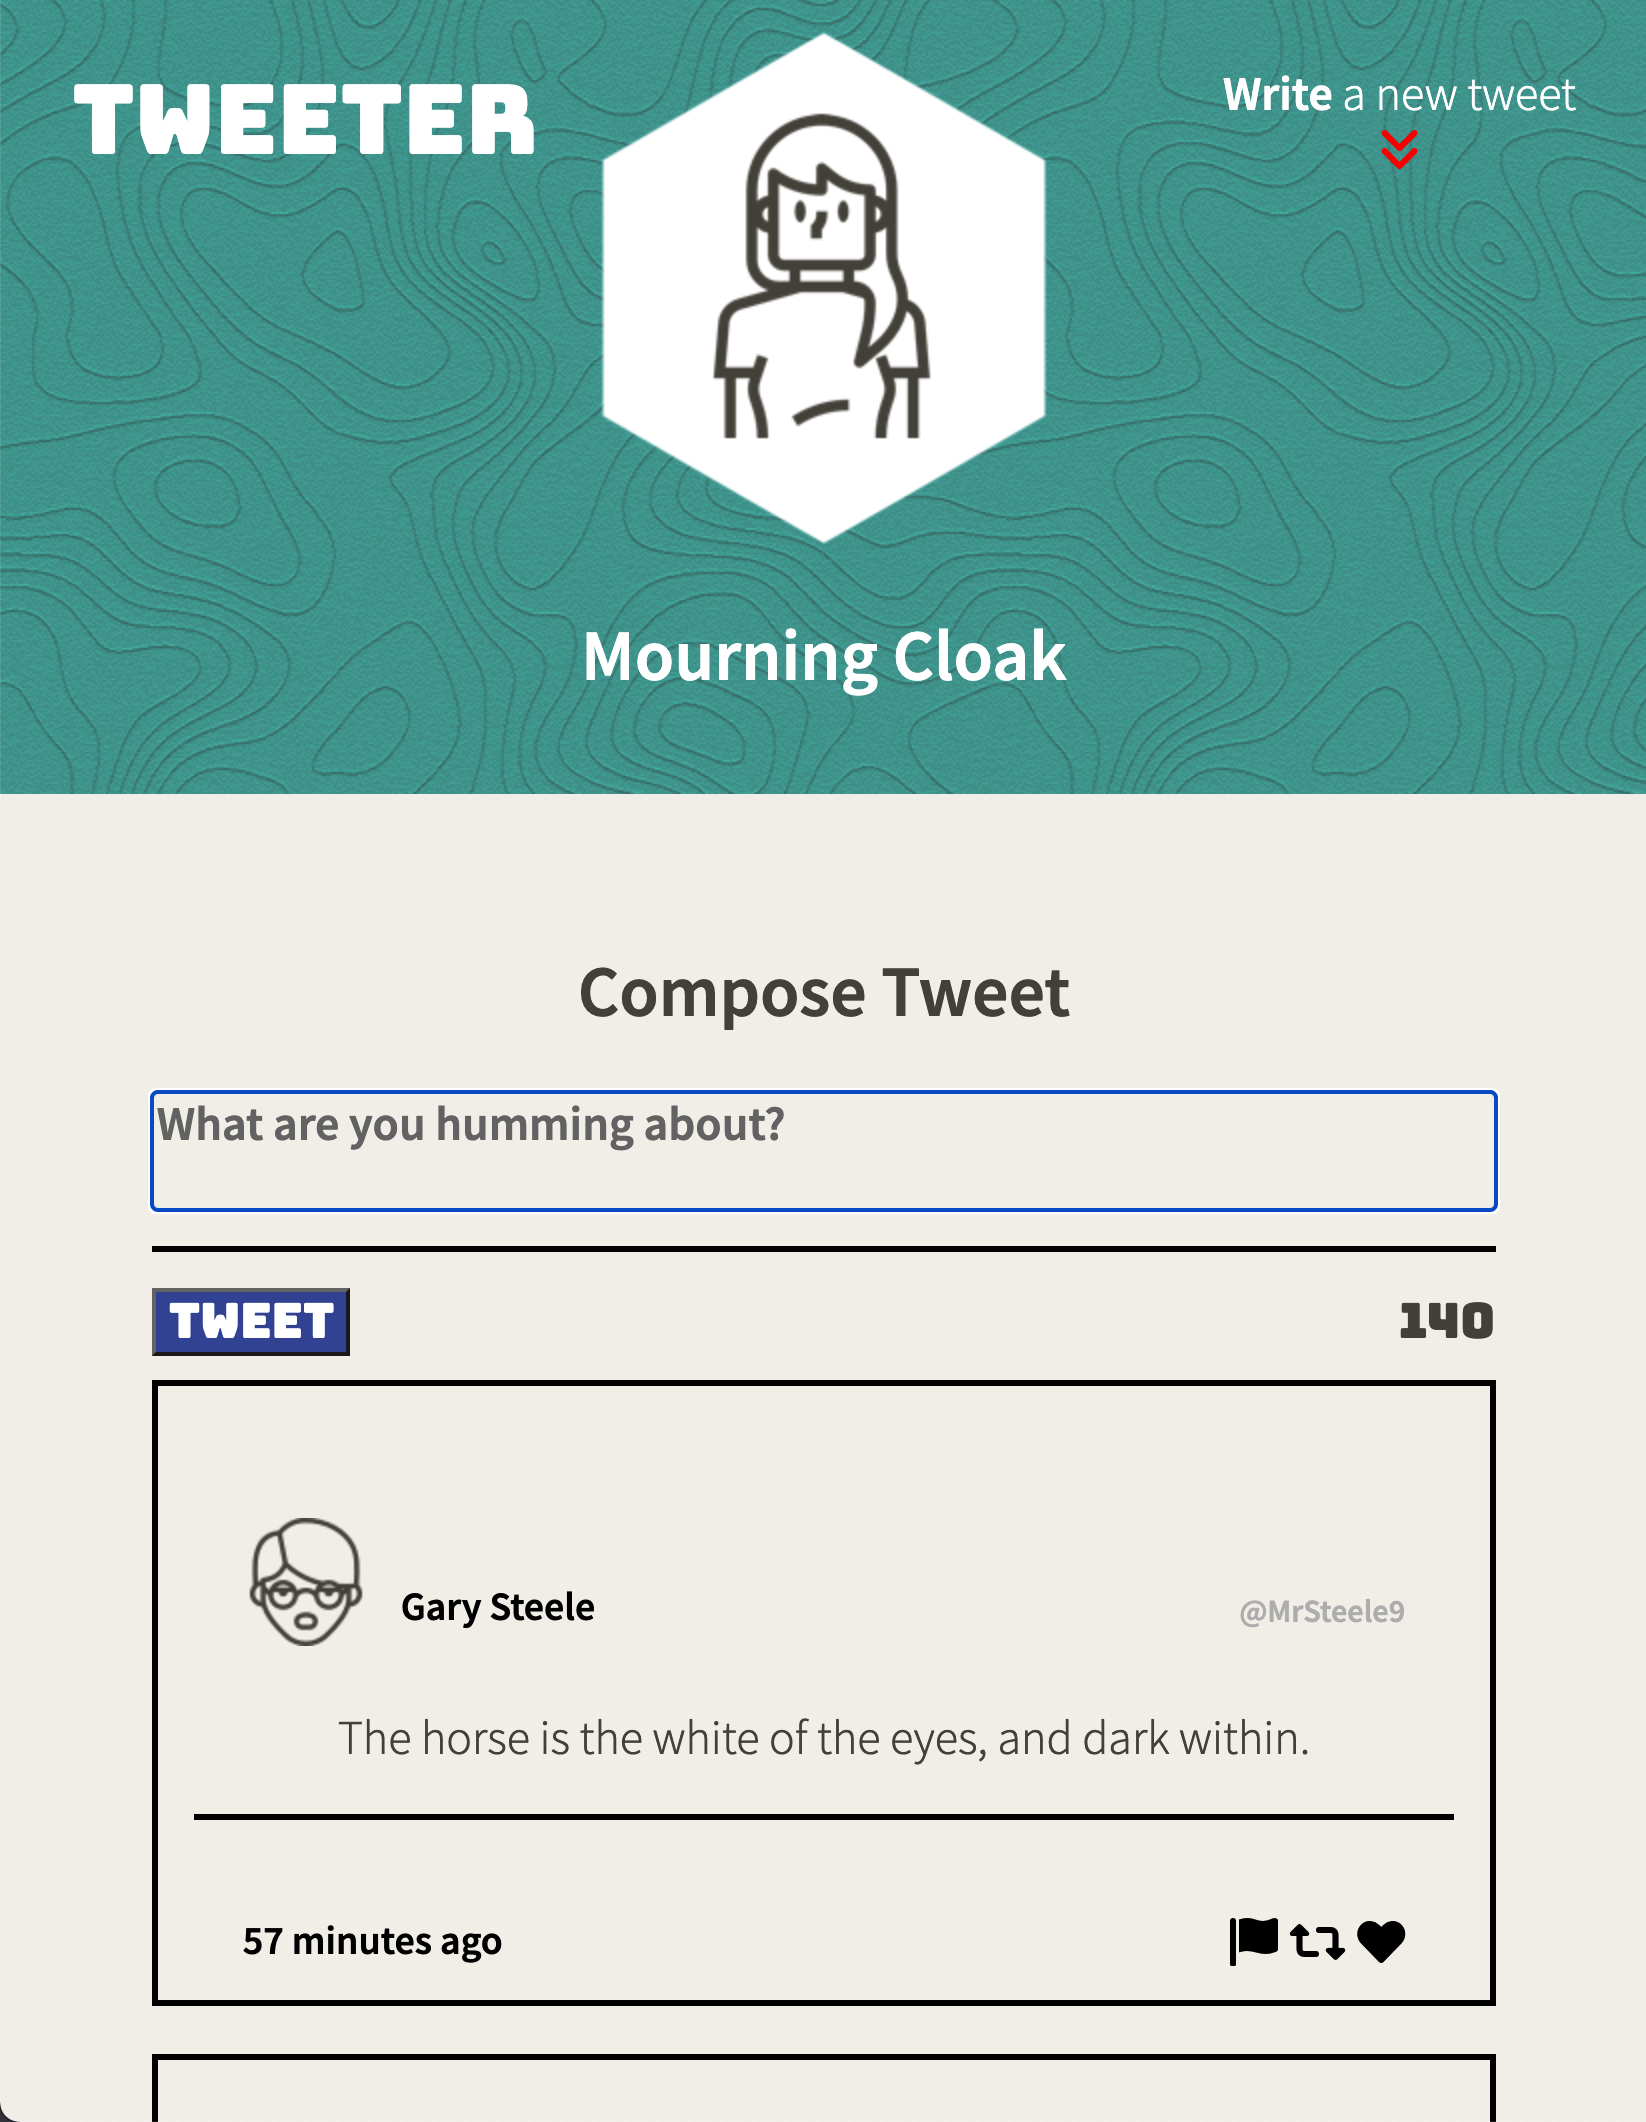 TWEETER
Write a new tweet
Mourning Cloak
Compose Tweet
What are you humming about?
TWEET
140
Gary Steele
@MrSteele9
The horse is the white of the eyes, and dark within.
57 minutes ago